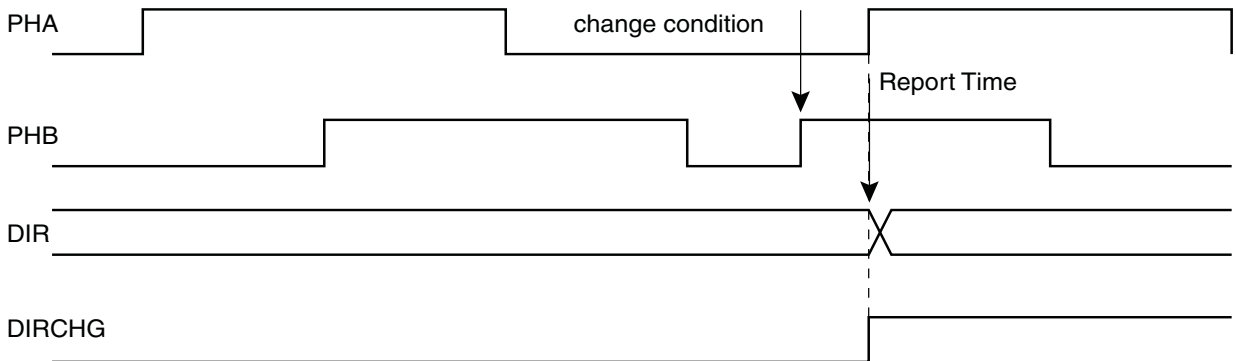 PHA
change condition
Report Time
PHB
DIR
DIRCHG